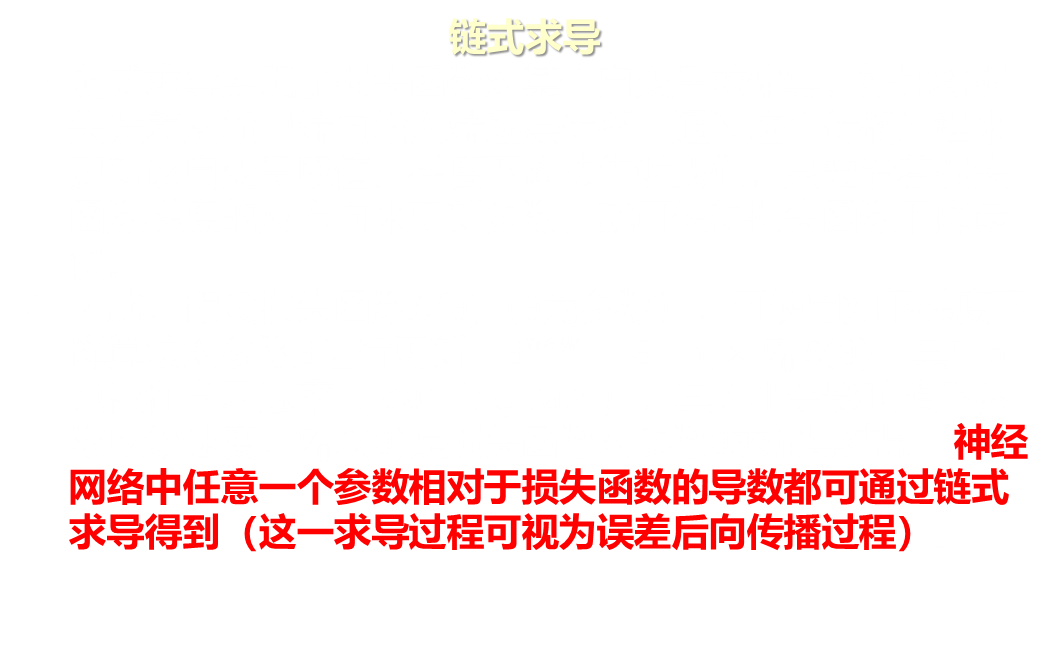 链式求导
神经
网络中任意一个参数相对于损失函数的导数都可通过链式
求导得到（这一求导过程可视为误差后向传播过程）